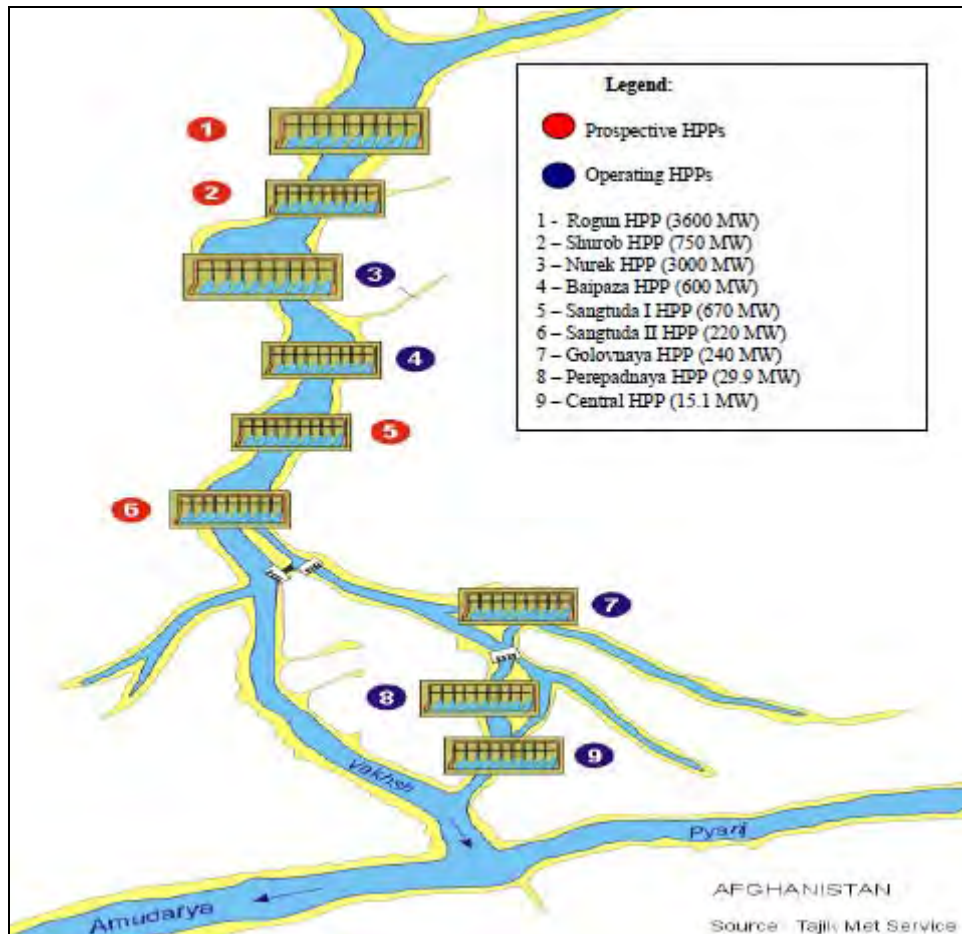 Legend:
Prospective HPPs
Operating HPPs
1 - Rogun HPP (3600 MW)
2 – Shurob HPP (750 MW)
3 – Nurek HPP (3000 MW)
4 – Baipaza HPP (600 MW)
5 – Sangtuda I HPP (670 MW)
6 – Sangtuda II HPP (220 MW)
7 – Golovnaya HPP (240 MW)
8 – Perepadnaya HPP (29.9 MW)
9 – Central HPP (15.1 MW)
1
2
3
4
5
6
7
8
9
Vakhsh
Pyanj
Amudarya
AFGHANISTAN
Source : Tajik Met Service